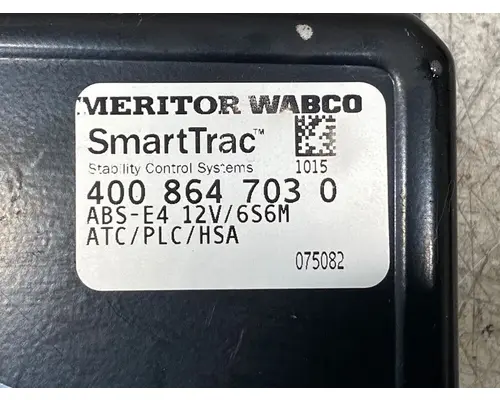 MERITOR WABCO
SmartTrac™
Stability Control Systems
1015
400 864 703 0
ABS-E4 12V/6S6M
ATC/PLC/HSA
075082